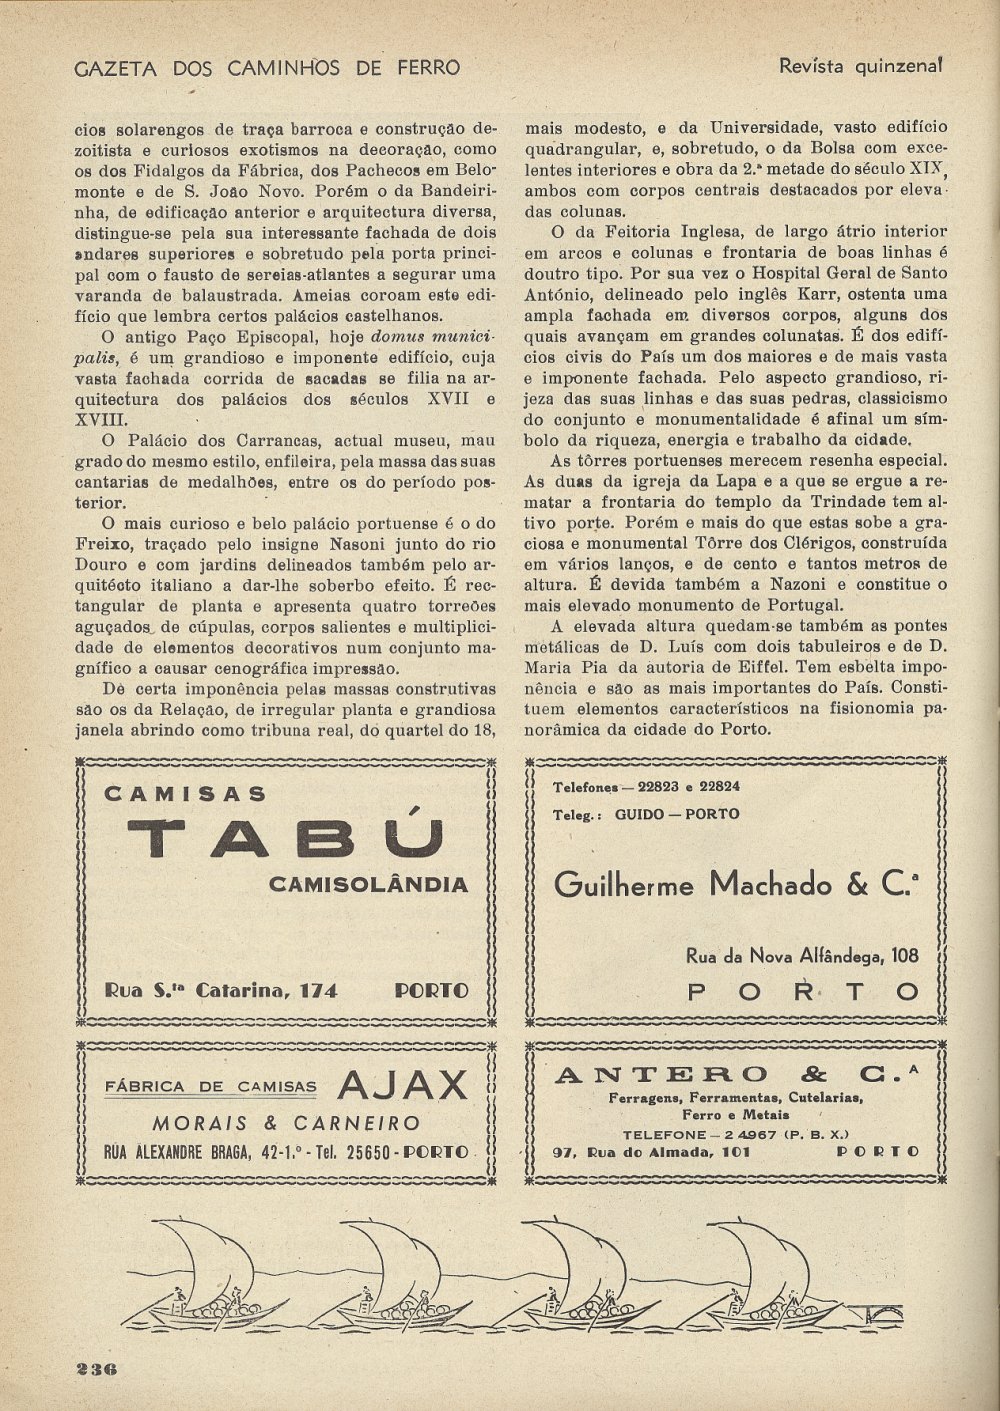 GAZETA DOS CAMINHOS DE FERRO
Revista quinzenal
cios solarengos de traça barroca e construção de-
zoitista e curiosos exotismos na decoração, como
os dos Fidalgos da Fábrica, dos Pachecos em Belo-
monte e de S. João Novo. Porém o da Bandeiri-
nha, de edificação anterior e arquitectura diversa,
distingue-se pela sua interessante fachada de dois
andares superiores e sobretudo pela porta princi-
pal com o fausto de sereias-atlantes a segurar uma
varanda de balaustrada. Ameias coroam este edi-
fício que lembra certos palácios castelhanos.
O antigo Paço Episcopal, hoje domus munici-
palis, é um grandioso e imponente edifício, cuja
vasta fachada corrida de sacadas se filia na ar-
quitectura dos palácios dos séculos XVII e
XVIII.
O Palácio dos Carrancas, actual museu, mau
grado do mesmo estilo, enfileira, pela massa das suas
cantarias de medalhões, entre os do período pos-
terior.
O mais curioso e belo palácio portuense é o do
Freixo, traçado pelo insigne Nasoni junto do rio
Douro e com jardins delineados também pelo ar-
quitécto italiano a dar-lhe soberbo efeito. É rec-
tangular de planta e apresenta quatro torreões
aguçados de cúpulas, corpos salientes e multiplici-
dade de elementos decorativos num conjunto ma-
gnífico a causar cenográfica impressão.
De certa imponência pelas massas construtivas
são os da Relação, de irregular planta e grandiosa
janela abrindo como tribuna real, do quartel do 18,
mais modesto, e da Universidade, vasto edifício
quadrangular, e, sobretudo, o da Bolsa com exce-
lentes interiores e obra da 2.ª metade do século XIX,
ambos com corpos centrais destacados por eleva-
das colunas.
O da Feitoria Inglesa, de largo átrio interior
em arcos e colunas e frontaria de boas linhas é
doutro tipo. Por sua vez o Hospital Geral de Santo
António, delineado pelo inglês Karr, ostenta uma
ampla fachada em diversos corpos, alguns dos
quais avançam em grandes colunatas. É dos edifí-
cios civis do País um dos maiores e de mais vasta
e imponente fachada. Pelo aspecto grandioso, ri-
jeza das suas linhas e das suas pedras, classicismo
do conjunto e monumentalidade é afinal um sím-
bolo da riqueza, energia e trabalho da cidade.
As tôrres portuenses merecem resenha especial.
As duas da igreja da Lapa e a que se ergue a re-
matar a frontaria do templo da Trindade tem al-
tivo porte. Porém e mais do que estas sobe a gra-
ciosa e monumental Tôrre dos Clérigos, construída
em vários lanços, e de cento e tantos metros de
altura. É devida também a Nazoni e constitue o
mais elevado monumento de Portugal.
A elevada altura quedam-se também as pontes
metálicas de D. Luís com dois tabuleiros e de D.
Maria Pia da autoria de Eiffel. Tem esbelta impo-
nência e são as mais importantes do País. Consti-
tuem elementos característicos na fisionomia pa-
norâmica da cidade do Porto.
CAMISAS
TABÚ
CAMISOLÂNDIA
Rua S.ta Catarina, 174 PORTO
Telefones — 22823 e 22824
Teleg.: GUIDO — PORTO
Guilherme Machado & C.ª
Rua da Nova Alfândega, 108
PORTO
FÁBRICA DE CAMISAS AJAX
MORAIS & CARNEIRO
RUA ALEXANDRE BRAGA, 42-1.º - Tel. 25650 - PORTO
ANTERO & C.ª
Ferragens, Ferramentas, Cutelarias,
Ferro e Metais
TELEFONE — 24967 (P. B. X.)
97, Rua do Almada, 101 PORTO
236